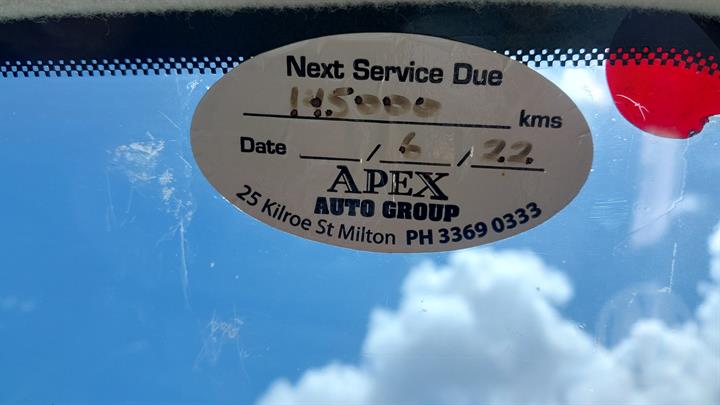 Next Service Due
145000 kms
Date / 6 / 22
APEX
AUTO GROUP
25 Kilroe St Milton PH 3369 0333